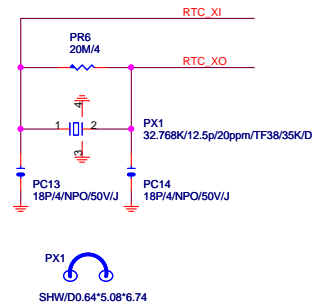 RTC_XI
PR6
20M/4
RTC_XO
4
1
2
3
PX1
32.768K/12.5p/20ppm/TF38/35K/D
PC13
18P/4/NPO/50V/J
PC14
18P/4/NPO/50V/J
PX1
SHW/D0.64*5.08*6.74